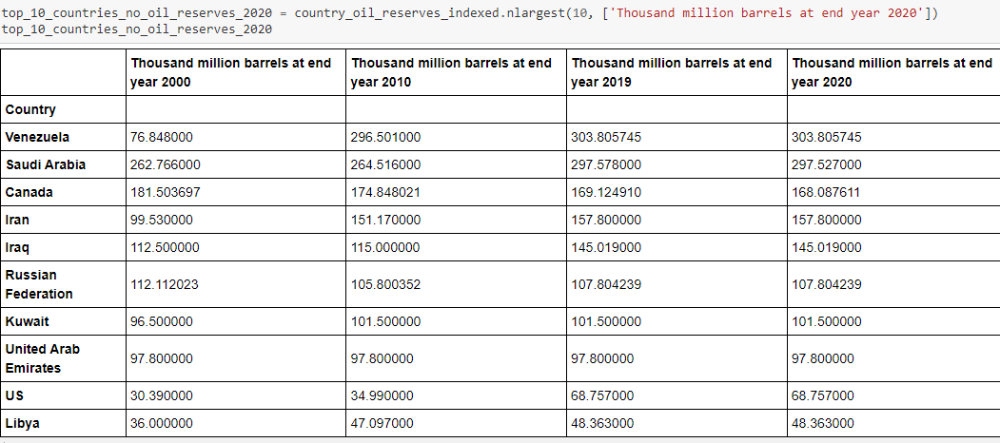 top_10_countries_no_oil_reserves_2020 = country_oil_reserves_indexed.nlargest(10, ['Thousand million barrels at end year 2020'])
top_10_countries_no_oil_reserves_2020
Thousand million barrels at end year 2000 Thousand million barrels at end year 2010 Thousand million barrels at end year 2019 Thousand million barrels at end year 2020
Country
Venezuela 76.848000 296.501000 303.805745 303.805745
Saudi Arabia 262.766000 264.516000 297.578000 297.527000
Canada 181.503697 174.848021 169.124910 168.087611
Iran 99.530000 151.170000 157.800000 157.800000
Iraq 112.500000 115.000000 145.019000 145.019000
Russian Federation 112.112023 105.800352 107.804239 107.804239
Kuwait 96.500000 101.500000 101.500000 101.500000
United Arab Emirates 97.800000 97.800000 97.800000 97.800000
US 30.390000 34.990000 68.757000 68.757000
Libya 36.000000 47.097000 48.363000 48.363000